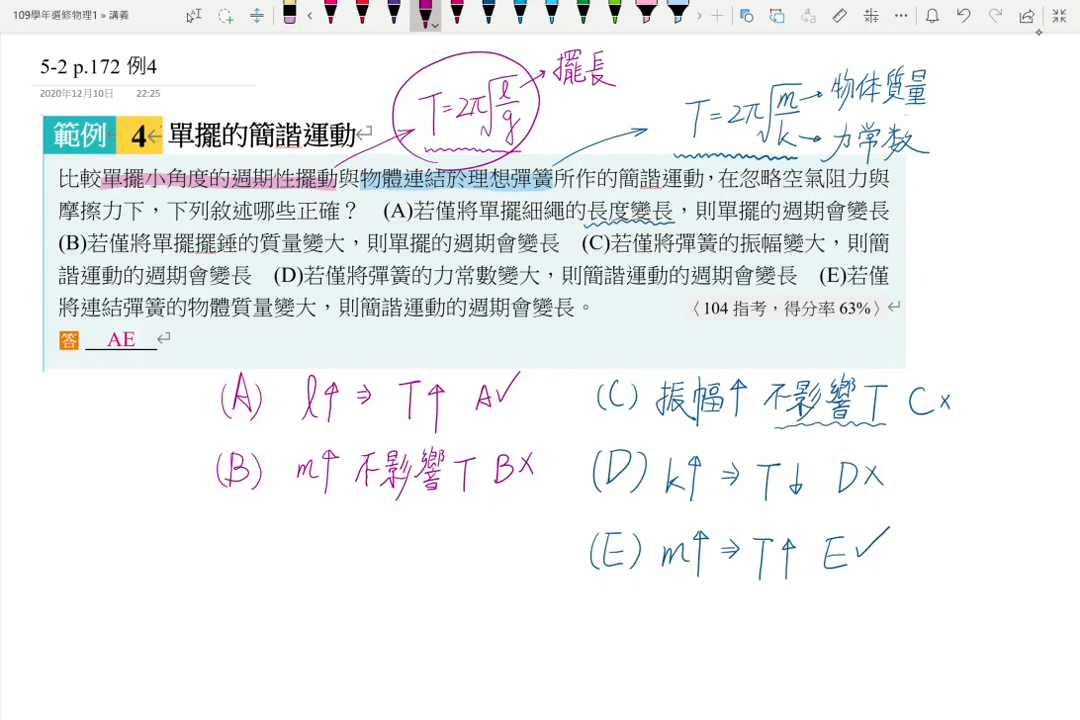 109學年選修物理1 » 講義
5-2 p.172 例4
2020年12月10日 22:25
T=2π√l/g → 擺長
T=2π√m/k → 物体質量
→ 力常数
範例 4 單擺的簡諧運動
比較單擺小角度的週期性擺動與物體連結於理想彈簧所作的簡諧運動，在忽略空氣阻力與
摩擦力下，下列敘述哪些正確？ (A)若僅將單擺細繩的長度變長，則單擺的週期會變長
(B)若僅將單擺擺錘的質量變大，則單擺的週期會變長 (C)若僅將彈簧的振幅變大，則簡
諧運動的週期會變長 (D)若僅將彈簧的力常數變大，則簡諧運動的週期會變長 (E)若僅
將連結彈簧的物體質量變大，則簡諧運動的週期會變長。 〈104 指考，得分率 63%〉
答 AE
(A) l↑ ⇒ T↑ A✓
(B) m↑ 不影響 T B×
(C) 振幅↑ 不影響T C×
(D) k↑ ⇒ T↓ D×
(E) m↑ ⇒ T↑ E✓